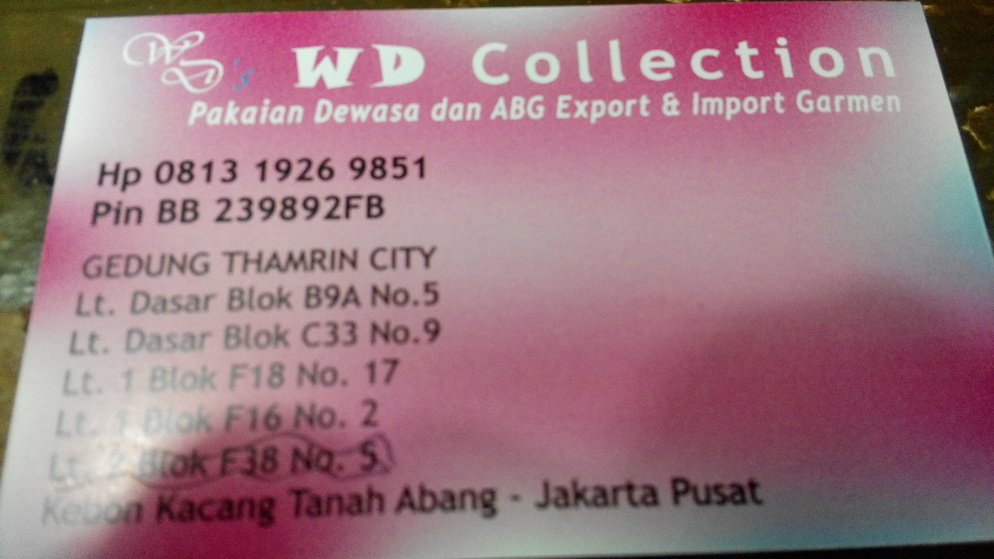 WD's WD Collection
Pakaian Dewasa dan ABG Export & Import Garmen
Hp 0813 1926 9851
Pin BB 239892FB
GEDUNG THAMRIN CITY
Lt. Dasar Blok B9A No.5
Lt. Dasar Blok C33 No.9
Lt. 1 Blok F18 No. 17
Lt. 1 Blok F16 No. 2
Lt. 2 Blok F38 No. 5
Kebon Kacang Tanah Abang - Jakarta Pusat